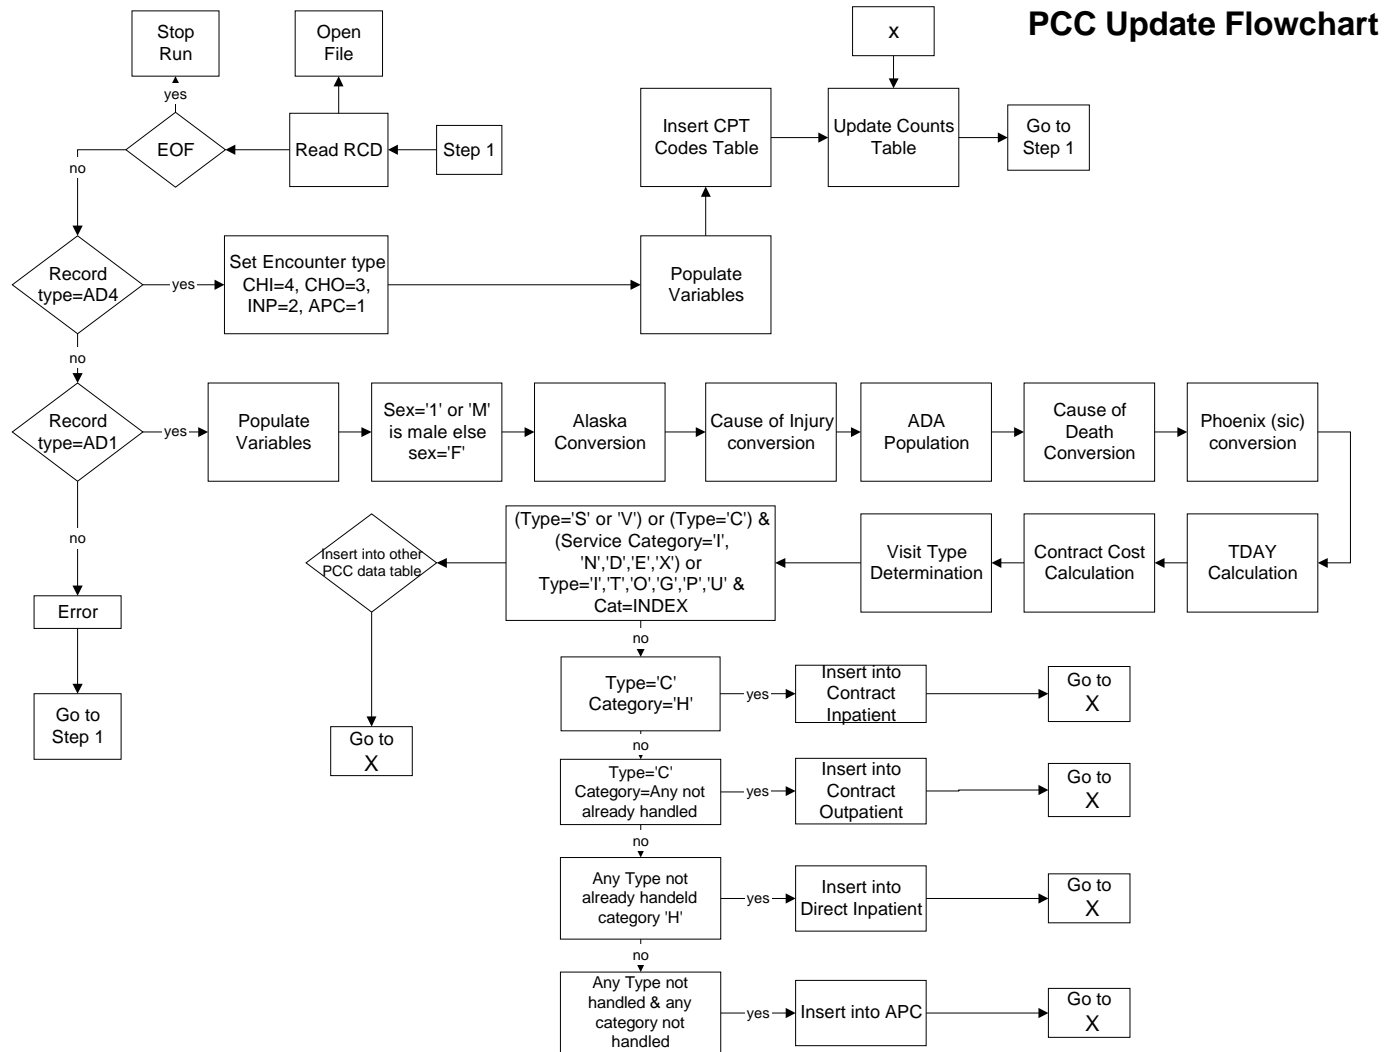 PCC Update Flowchart
Stop
Run
Open
File
x
yes
EOF
Read RCD
Step 1
no
Insert CPT
Codes Table
Update Counts
Table
Go to
Step 1
Record
type=AD4
yes
Set Encounter type
CHI=4, CHO=3,
INP=2, APC=1
Populate
Variables
no
Record
type=AD1
yes
Populate
Variables
Sex='1' or 'M'
is male else
sex='F'
Alaska
Conversion
Cause of Injury
conversion
ADA
Population
Cause of
Death
Conversion
Phoenix (sic)
conversion
no
Insert into other
PCC data table
(Type='S' or 'V') or (Type='C') &
(Service Category='I',
'N','D','E','X') or
Type='I','T','O','G','P','U' &
Cat=INDEX
Visit Type
Determination
Contract Cost
Calculation
TDAY
Calculation
Error
no
Go to
Step 1
Go to
X
Type='C'
Category='H'
yes
Insert into
Contract
Inpatient
Go to
X
no
Type='C'
Category=Any not
already handled
yes
Insert into
Contract
Outpatient
Go to
X
no
Any Type not
already handeld
category 'H'
yes
Insert into
Direct Inpatient
Go to
X
no
Any Type not
handled & any
category not
handled
yes
Insert into APC
Go to
X